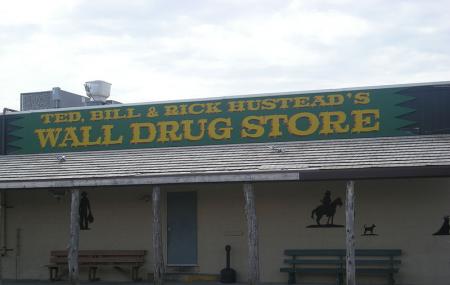 TED, BILL & RICK HUSTEAD'S
WALL DRUG STORE